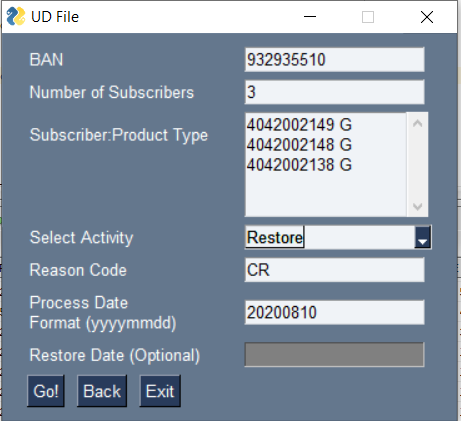 UD File
BAN 932935510
Number of Subscribers 3
Subscriber:Product Type 4042002149 G
4042002148 G
4042002138 G
Select Activity Restore
Reason Code CR
Process Date
Format (yyyymmdd) 20200810
Restore Date (Optional)
Go! Back Exit